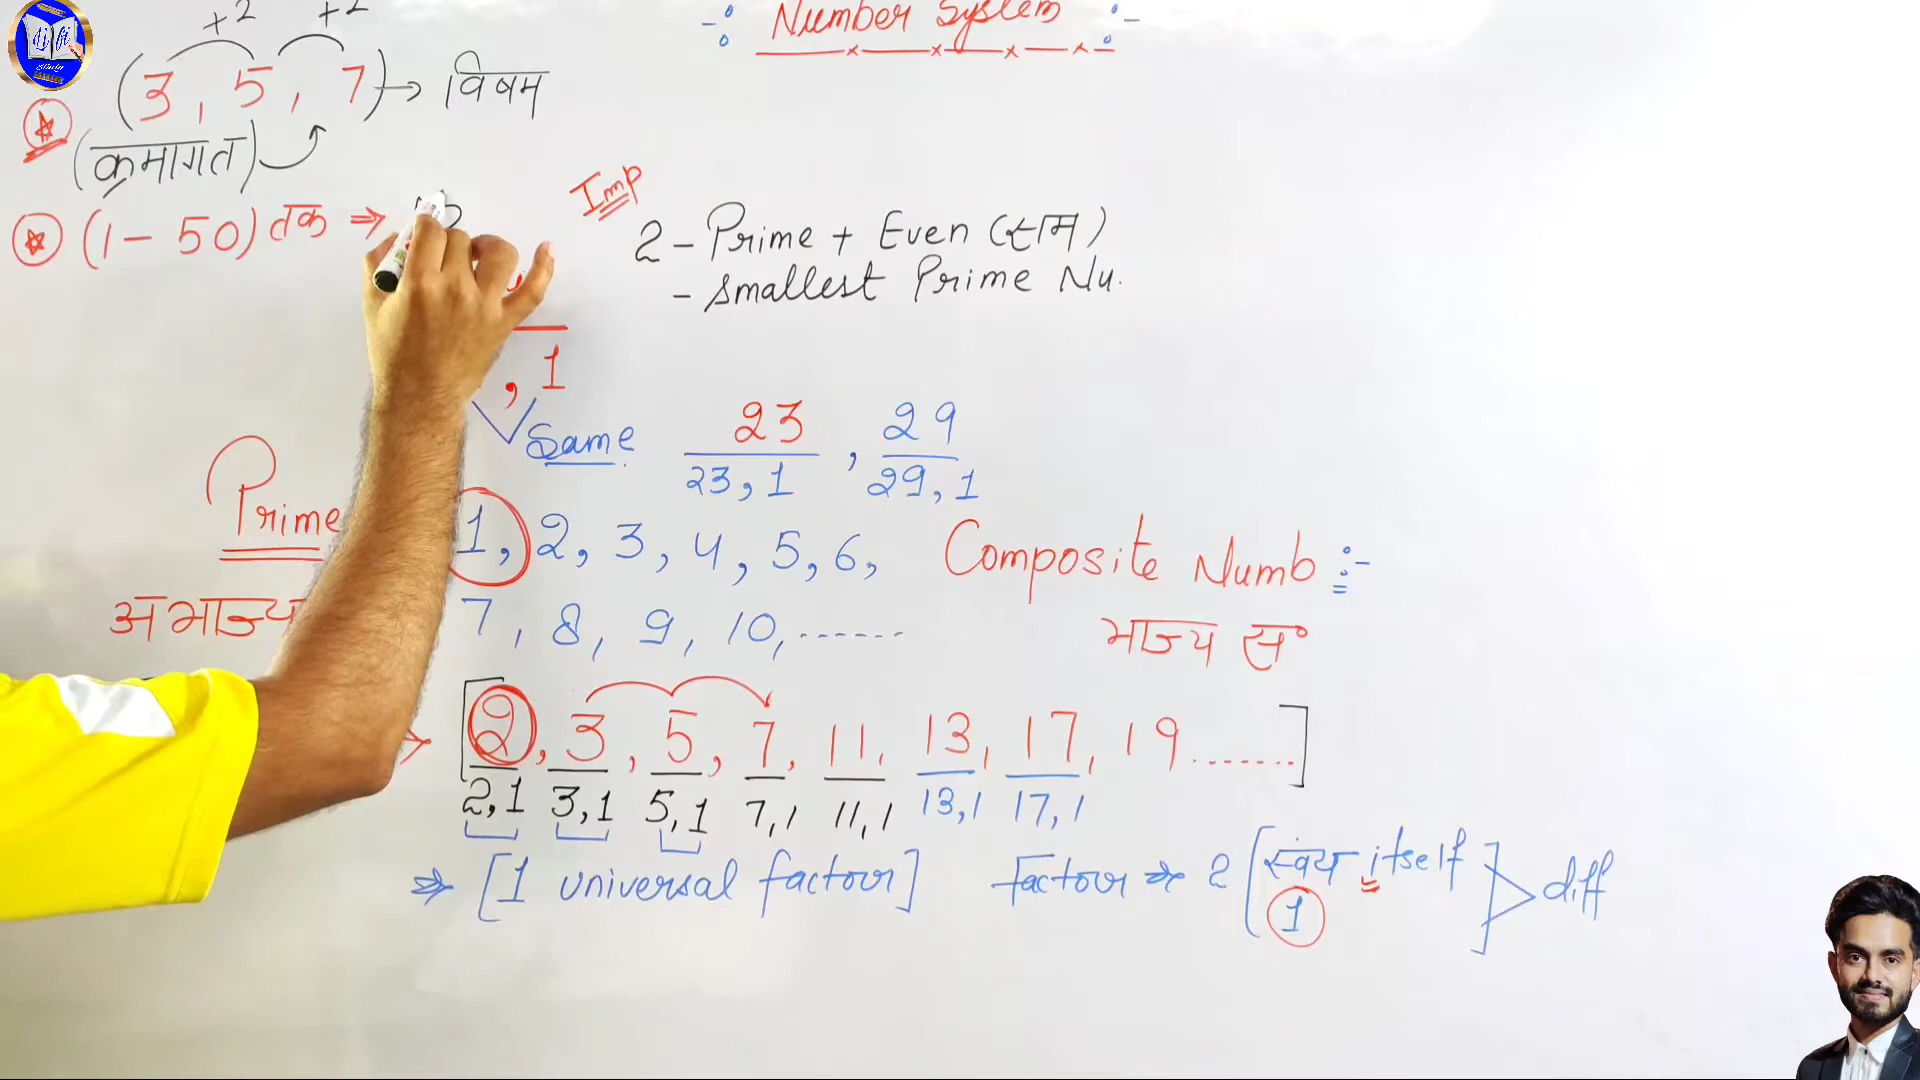 -: Number System :-
+2 +2
(3, 5, 7) → विषम
(क्रमागत)
(1 - 50) तक ⇒
Imp
2 - Prime + Even (सम)
- Smallest Prime Nu.
, 1
Same
23
23, 1
, 29
29, 1
Prime
अभाज्य
1, 2, 3, 4, 5, 6,
7, 8, 9, 10, ------
Composite Numb :-
भाज्य सं
[2, 3, 5, 7, 11, 13, 17, 19.......]
2,1 3,1 5,1 7,1 11,1 13,1 17,1
⇒ [1 universal factor]
Factor ⇒ 2 [स्वयं itself
1 ] diff